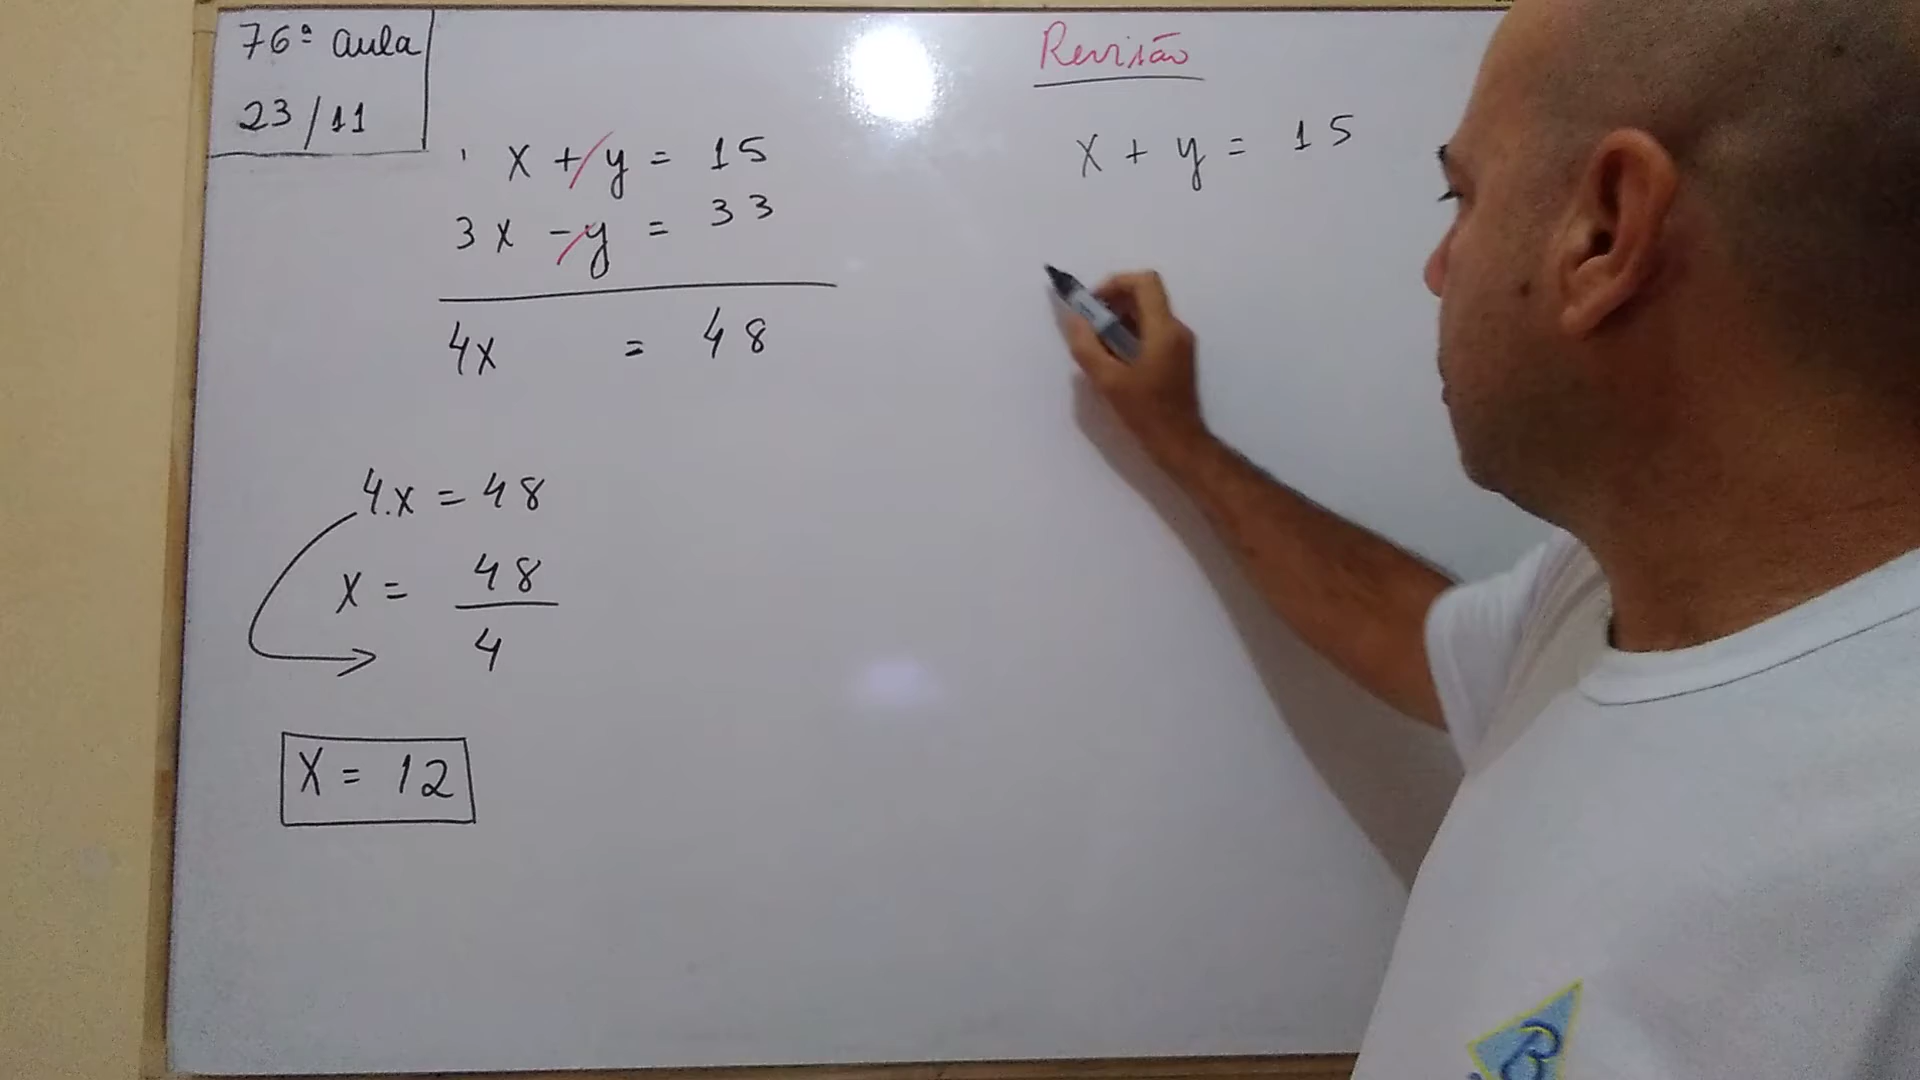 76ª aula
23/11
x + y = 15
3x - y = 33
4x = 48
4.x = 48
x = 48
4
X = 12
Revisão
x + y = 15